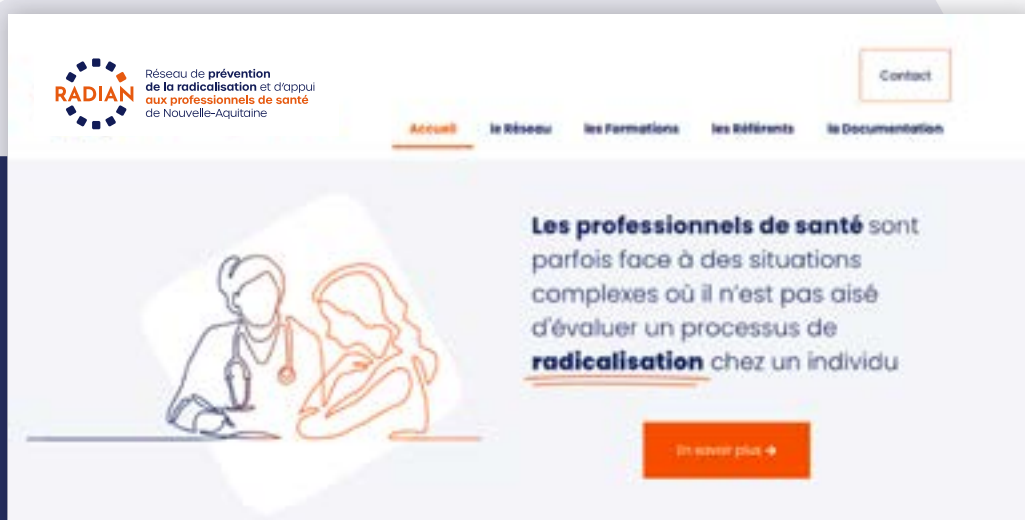 RADIAN
Réseau de prévention
de la radicalisation et d'appui
aux professionnels de santé
de Nouvelle-Aquitaine
Contact
Accueil le Réseau les Formations les Référents la Documentation
Les professionnels de santé sont
parfois face à des situations
complexes où il n'est pas aisé
d'évaluer un processus de
radicalisation chez un individu
En savoir plus →